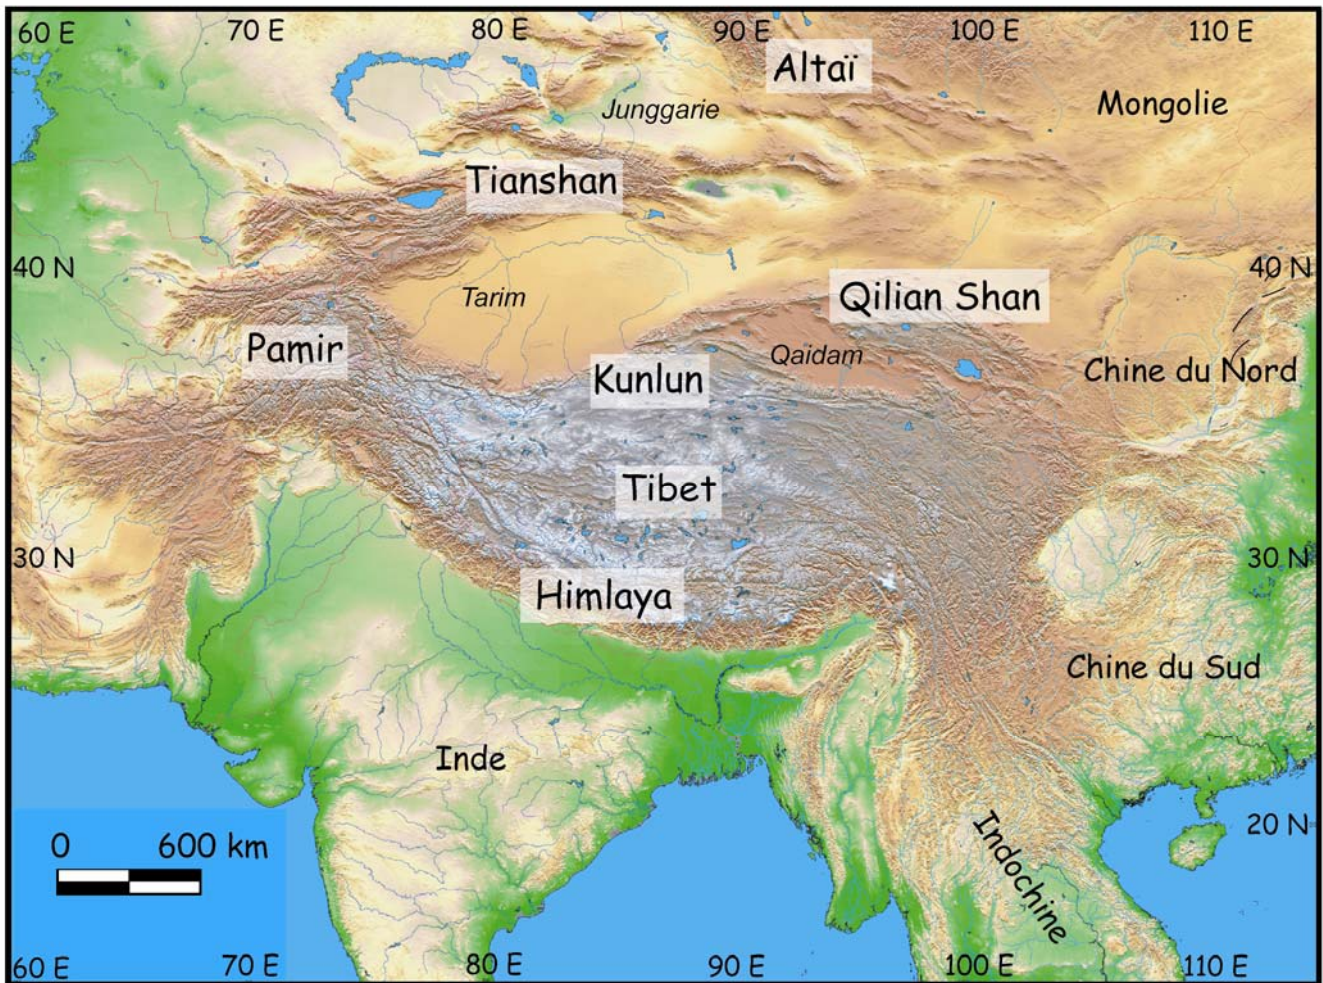 60 E 70 E 80 E 90 E 100 E 110 E
Altaï
Junggarie
Mongolie
Tianshan
40 N
40 N
Tarim
Qilian Shan
Pamir
Qaidam
Kunlun
Chine du Nord
Tibet
30 N
30 N
Himlaya
Chine du Sud
Inde
Indochine
20 N
0 600 km
60 E 70 E 80 E 90 E 100 E 110 E